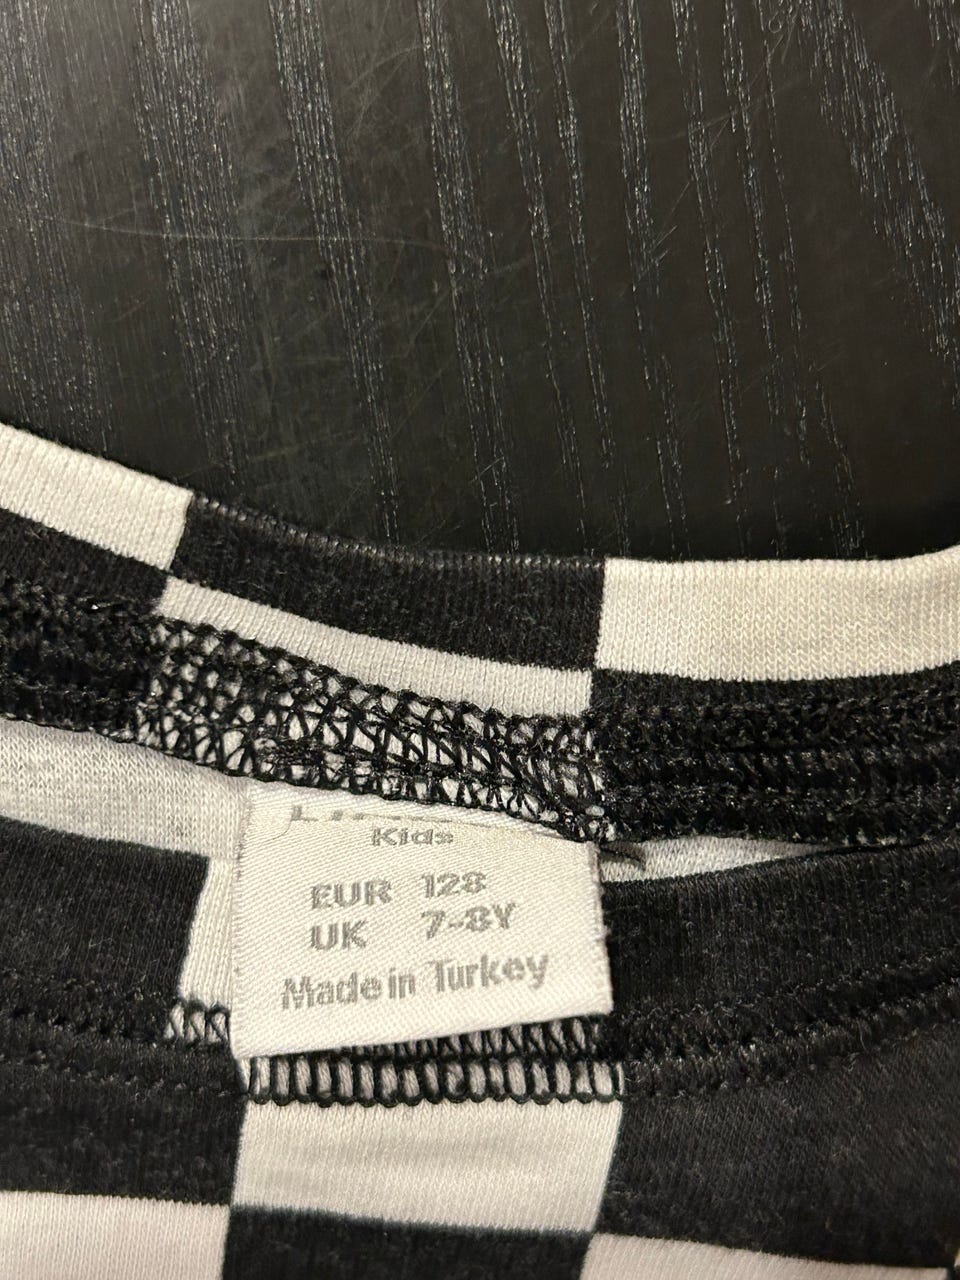 Kids
EUR 128
UK 7-8Y
Made in Turkey